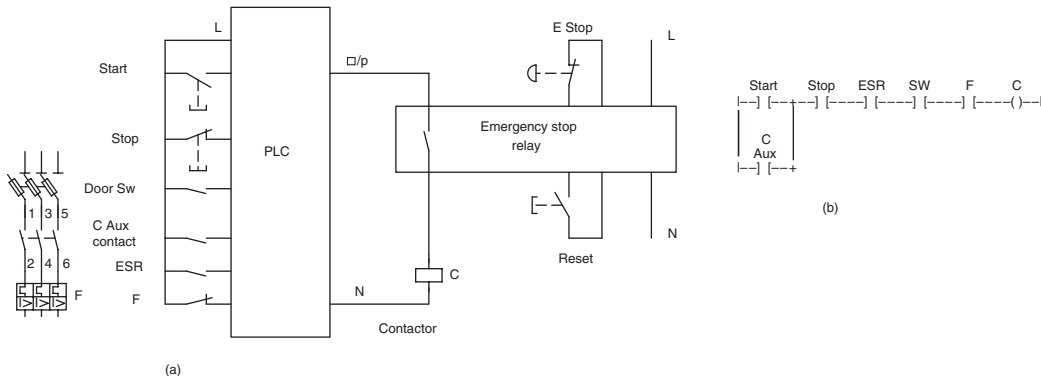 L
Start
□/p
Stop
PLC
Door Sw
C Aux
contact
ESR
F
N
C
Contactor
1 3 5
2 4 6
I> I> I>
F
(a)
E Stop
L
Emergency stop
relay
N
Reset
Start Stop ESR SW F C
|--] [--+--] [----] [----] [----] [----( )--|
C
Aux
|--] [--+
(b)